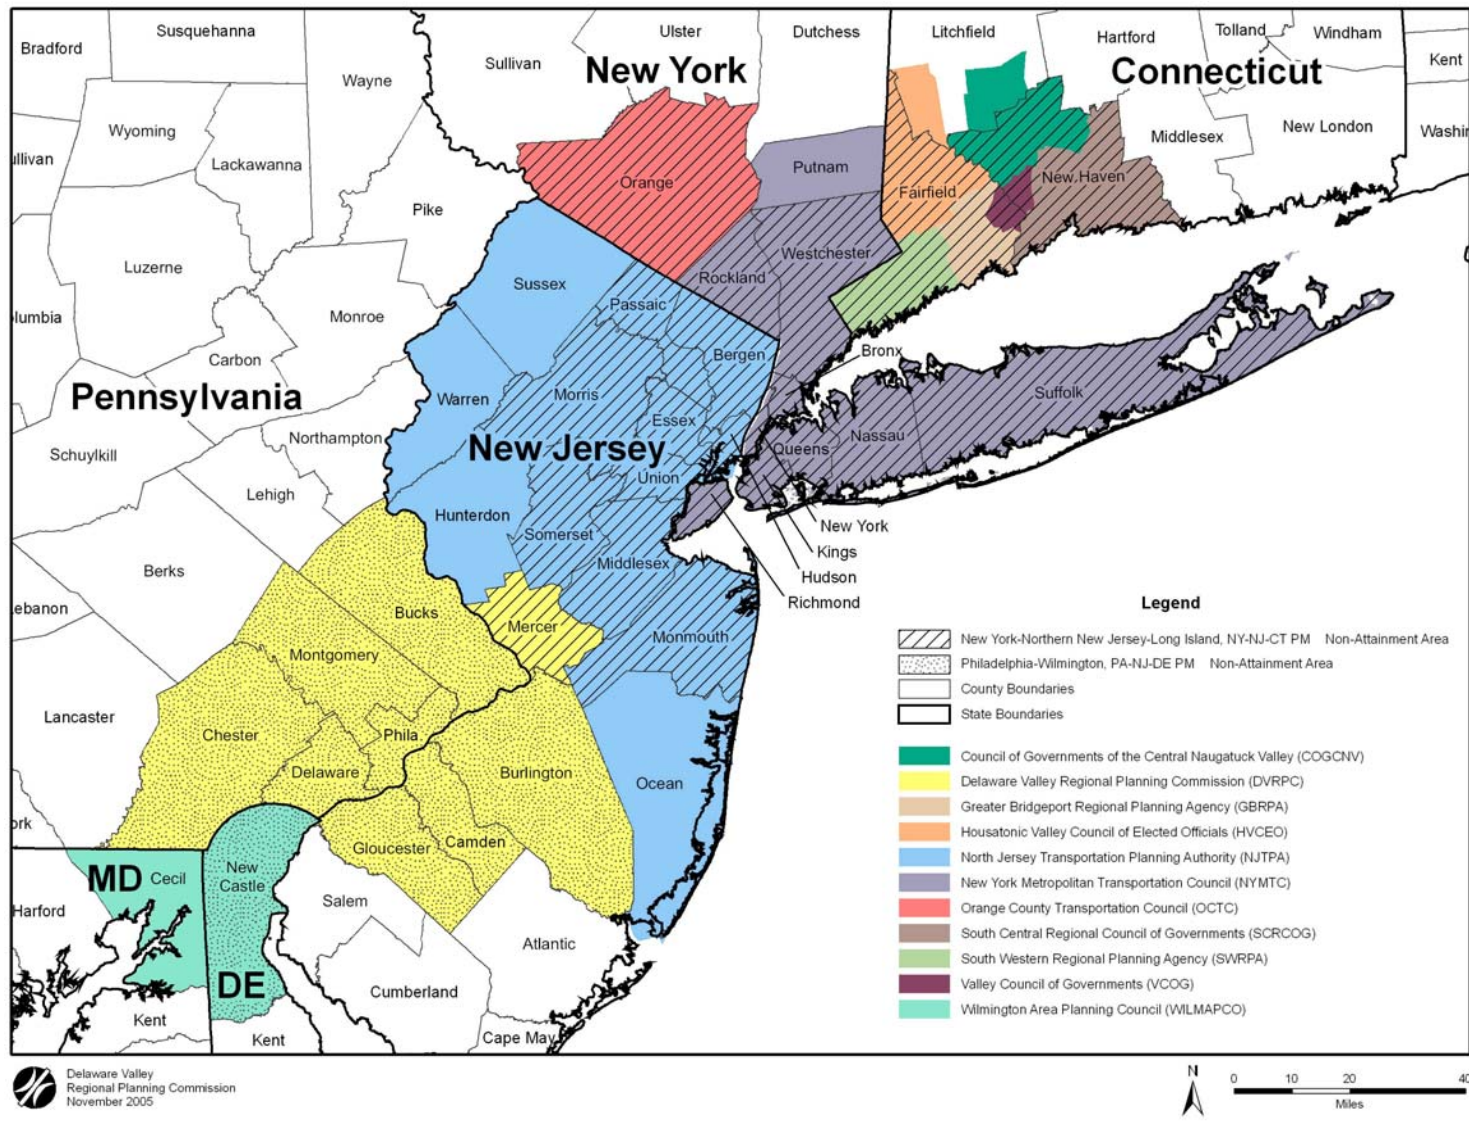 Susquehanna
Ulster
Dutchess
Litchfield
Hartford
Tolland
Windham
Bradford
Sullivan
New York
Connecticut
Kent
Wayne
Wyoming
Lackawanna
Middlesex
New London
Washin
ullivan
Putnam
Orange
Fairfield
New Haven
Pike
Luzerne
Westchester
Rockland
Sussex
Passaic
olumbia
Monroe
Carbon
Bergen
Bronx
Pennsylvania
Warren
Morris
Suffolk
Essex
Northampton
New Jersey
Nassau
Queens
Schuylkill
Union
Lehigh
Hunterdon
Somerset
New York
Kings
Middlesex
Hudson
Richmond
Berks
ebanon
Bucks
Mercer
Monmouth
Montgomery
Lancaster
Chester
Phila
Delaware
Burlington
Ocean
ork
Gloucester
Camden
MD
Cecil
New
Castle
Salem
Harford
Atlantic
DE
Cumberland
Kent
Kent
Cape May
Legend
New York-Northern New Jersey-Long Island, NY-NJ-CT PM Non-Attainment Area
Philadelphia-Wilmington, PA-NJ-DE PM Non-Attainment Area
County Boundaries
State Boundaries
Council of Governments of the Central Naugatuck Valley (COGCNV)
Delaware Valley Regional Planning Commission (DVRPC)
Greater Bridgeport Regional Planning Agency (GBRPA)
Housatonic Valley Council of Elected Officials (HVCEO)
North Jersey Transportation Planning Authority (NJTPA)
New York Metropolitan Transportation Council (NYMTC)
Orange County Transportation Council (OCTC)
South Central Regional Council of Governments (SCRCOG)
South Western Regional Planning Agency (SWRPA)
Valley Council of Governments (VCOG)
Wilmington Area Planning Council (WILMAPCO)
Delaware Valley
Regional Planning Commission
November 2005
N
0 10 20 40
Miles